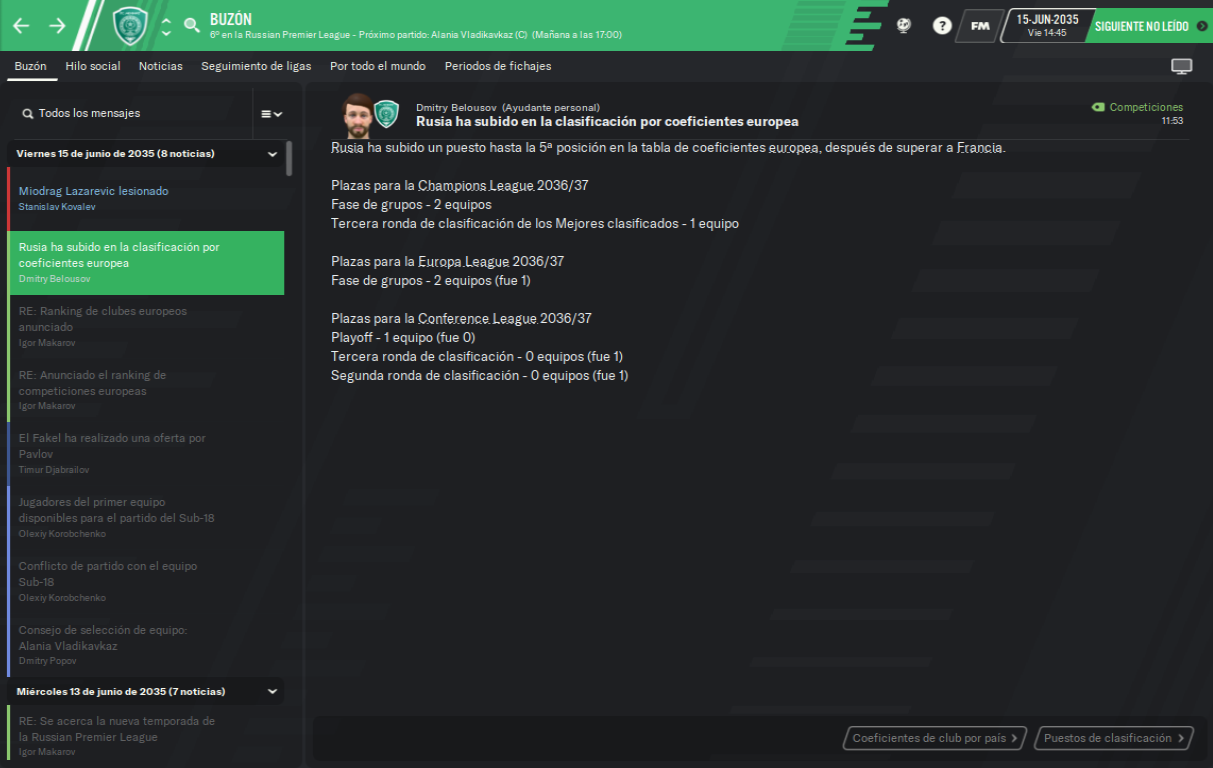 BUZÓN
6º en la Russian Premier League - Próximo partido: Alania Vladikavkaz (C) (Mañana a las 17:00)
?
FM
15-JUN-2035
Vie 14:45
SIGUIENTE NO LEÍDO
Buzón
Hilo social
Noticias
Seguimiento de ligas
Por todo el mundo
Periodos de fichajes
Todos los mensajes
Viernes 15 de junio de 2035 (8 noticias)
Miodrag Lazarevic lesionado
Stanislav Kovalev
Rusia ha subido en la clasificación por
coeficientes europea
Dmitry Belousov
RE: Ranking de clubes europeos
anunciado
Igor Makarov
RE: Anunciado el ranking de
competiciones europeas
Igor Makarov
El Fakel ha realizado una oferta por
Pavlov
Timur Djabrailov
Jugadores del primer equipo
disponibles para el partido del Sub-18
Olexiy Korobchenko
Conflicto de partido con el equipo
Sub-18
Olexiy Korobchenko
Consejo de selección de equipo:
Alania Vladikavkaz
Dmitry Popov
Miércoles 13 de junio de 2035 (7 noticias)
RE: Se acerca la nueva temporada de
la Russian Premier League
Igor Makarov
Dmitry Belousov (Ayudante personal)
Rusia ha subido en la clasificación por coeficientes europea
Competiciones
11:53
Rusia ha subido un puesto hasta la 5ª posición en la tabla de coeficientes europea, después de superar a Francia.
Plazas para la Champions League 2036/37
Fase de grupos - 2 equipos
Tercera ronda de clasificación de los Mejores clasificados - 1 equipo
Plazas para la Europa League 2036/37
Fase de grupos - 2 equipos (fue 1)
Plazas para la Conference League 2036/37
Playoff - 1 equipo (fue 0)
Tercera ronda de clasificación - 0 equipos (fue 1)
Segunda ronda de clasificación - 0 equipos (fue 1)
Coeficientes de club por país
Puestos de clasificación